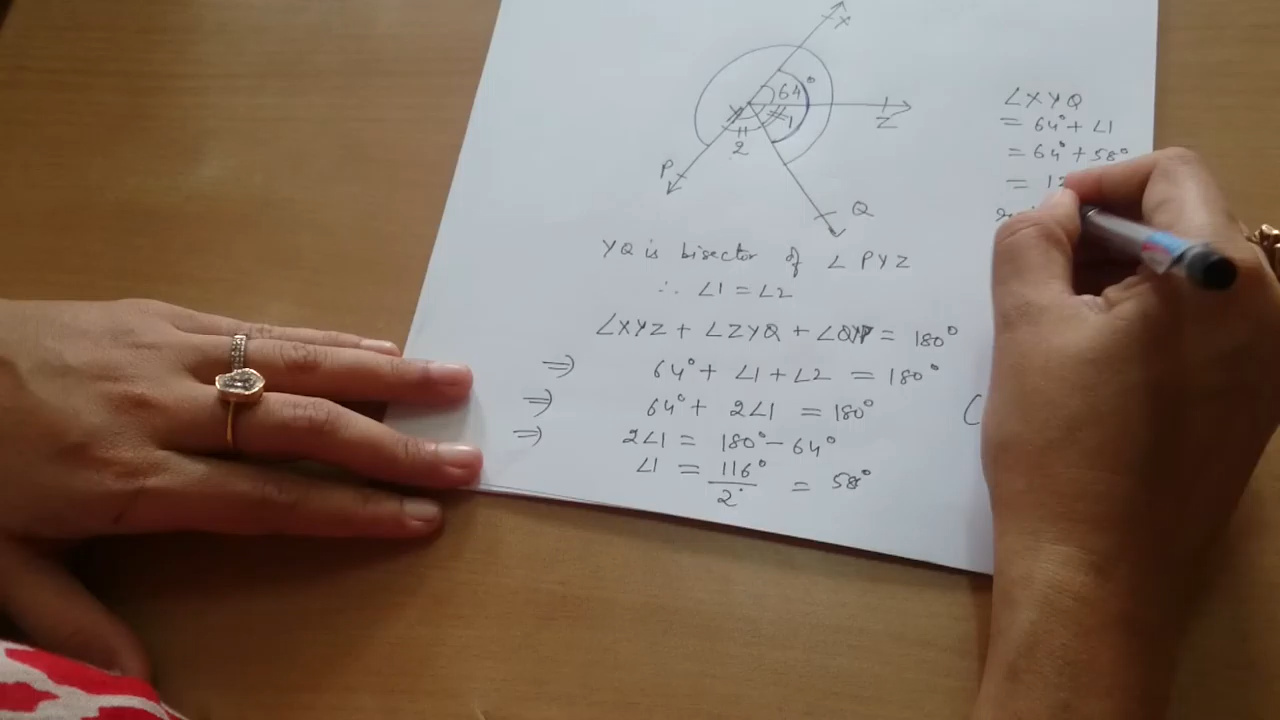 X
64°
1
Y
Z
2
P
Q
YQ is bisector of ∠PYZ
∴ ∠1 = ∠2
∠XYZ + ∠ZYQ + ∠QYP = 180°
⇒ 64° + ∠1 + ∠2 = 180°
⇒ 64° + 2∠1 = 180°
⇒ 2∠1 = 180° - 64°
∠1 = 116°/2 = 58°
∠XYQ
= 64° + ∠1
= 64° + 58°
= 12
(